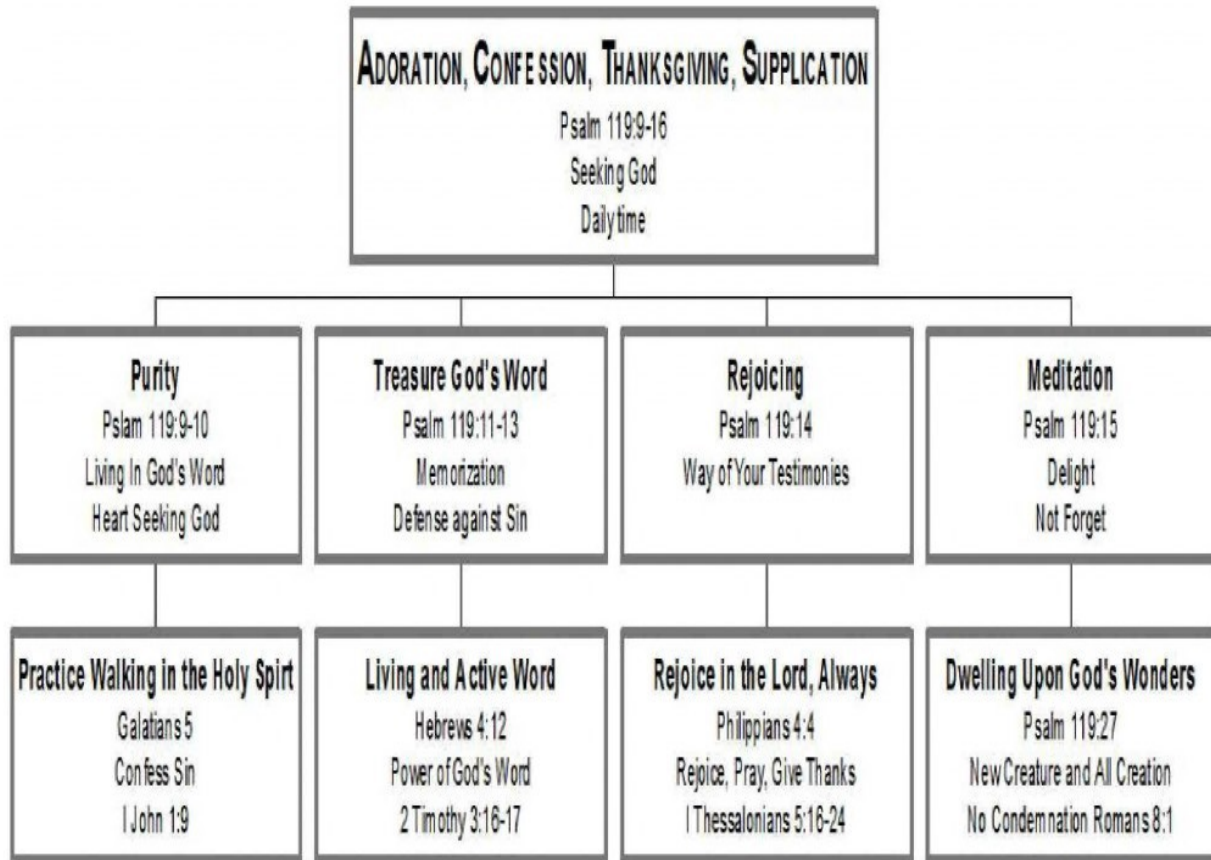 ADORATION, CONFESSION, THANKSGIVING, SUPPLICATION
Psalm 119:9-16
Seeking God
Daily time
Purity
Pslam 119:9-10
Living In God's Word
Heart Seeking God
Treasure God's Word
Psalm 119:11-13
Memorization
Defense against Sin
Rejoicing
Psalm 119:14
Way of Your Testimonies
Meditation
Psalm 119:15
Delight
Not Forget
Practice Walking in the Holy Spirt
Galatians 5
Confess Sin
I John 1:9
Living and Active Word
Hebrews 4:12
Power of God's Word
2 Timothy 3:16-17
Rejoice in the Lord, Always
Philippians 4:4
Rejoice, Pray, Give Thanks
I Thessalonians 5:16-24
Dwelling Upon God's Wonders
Psalm 119:27
New Creature and All Creation
No Condemnation Romans 8:1